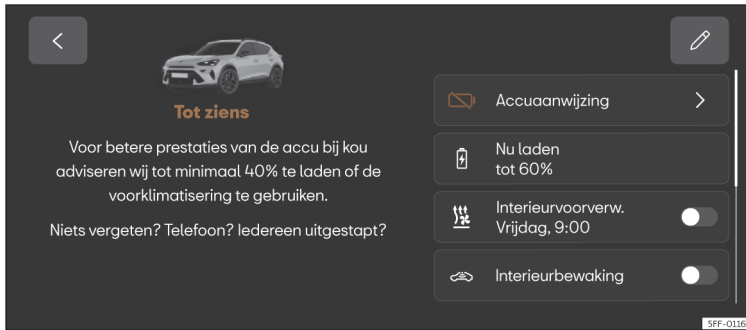 Tot ziens
Voor betere prestaties van de accu bij kou
adviseren wij tot minimaal 40% te laden of de
voorklimatisering te gebruiken.
Niets vergeten? Telefoon? Iedereen uitgestapt?
Accuaanwijzing
Nu laden
tot 60%
Interieurvoorverw.
Vrijdag, 9:00
Interieurbewaking
5FF-0116